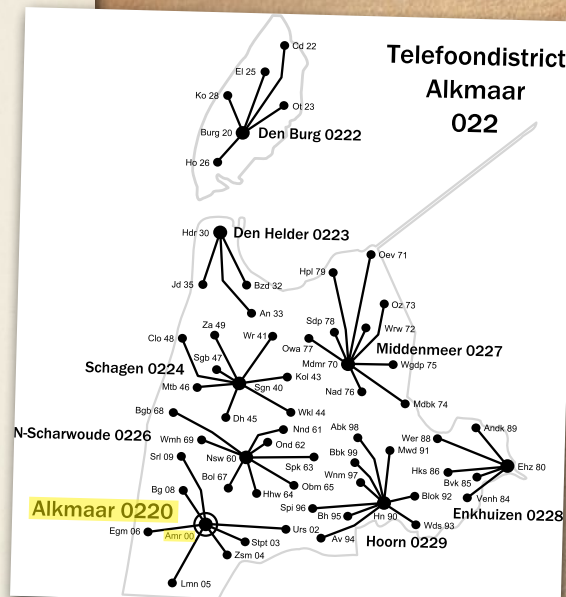 Telefoondistrict
Alkmaar
022
Cd 22
El 25
Ko 28
Ot 23
Burg 20
Den Burg 0222
Ho 26
Hdr 30
Den Helder 0223
Jd 35
Bzd 32
An 33
Oev 71
Hpl 79
Oz 73
Sdp 78
Wrw 72
Owa 77
Middenmeer 0227
Mdmr 70
Wgdp 75
Nad 76
Mdbk 74
Za 49
Clo 48
Wr 41
Sgb 47
Schagen 0224
Kol 43
Mtb 46
Sgn 40
Dh 45
Wkl 44
Bgb 68
N-Scharwoude 0226
Nnd 61
Wmh 69
Ond 62
Nsw 60
Spk 63
Srl 09
Bol 67
Obm 65
Hhw 64
Abk 98
Mwd 91
Bbk 99
Wnm 97
Blok 92
Spi 96
Bh 95
Hn 90
Wds 93
Av 94
Hoorn 0229
Andk 89
Wer 88
Ehz 80
Hks 86
Bvk 85
Venh 84
Enkhuizen 0228
Bg 08
Alkmaar 0220
Egm 06
Amr 00
Urs 02
Stpt 03
Zsm 04
Lmn 05